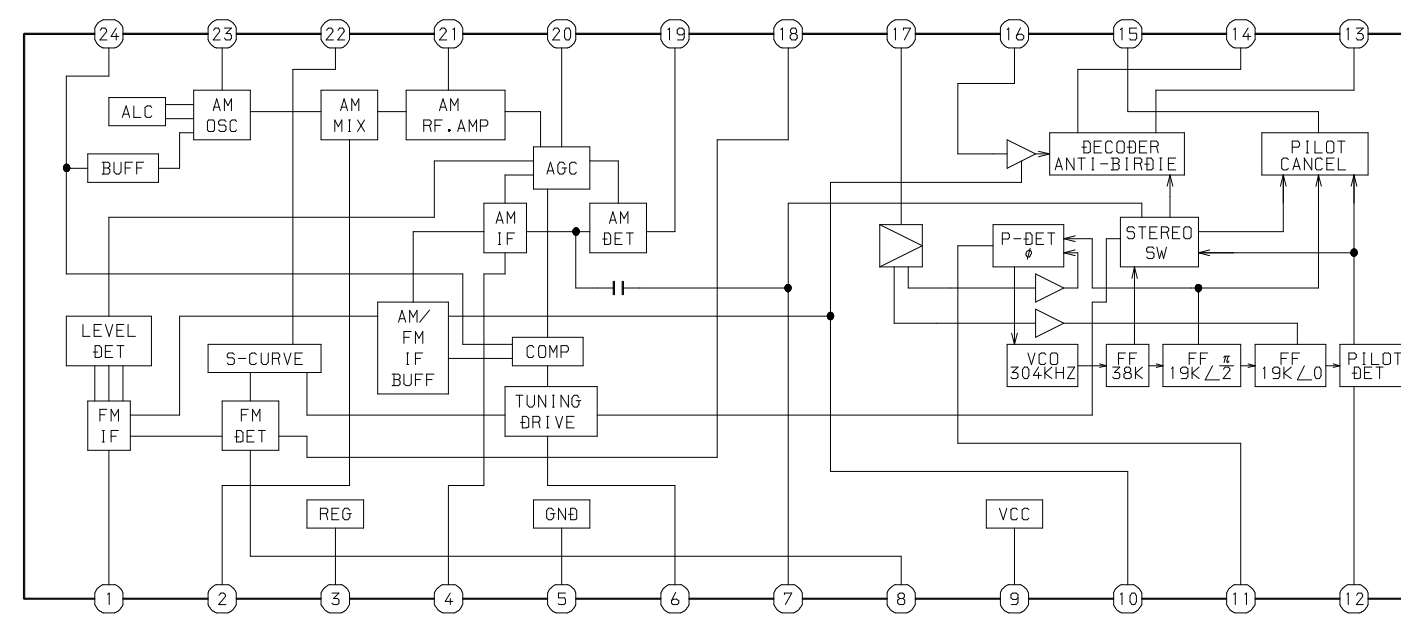 24 23 22 21 20 19 18 17 16 15 14 13
ALC
AM
OSC
AM
MIX
AM
RF.AMP
BUFF
AGC
DECODER
ANTI-BIRDIE
PILOT
CANCEL
AM
IF
AM
DET
P-DET
ø
STEREO
SW
LEVEL
DET
S-CURVE
AM/
FM
IF
BUFF
COMP
VCO
304KHZ
FF
38K
FF π
19K∠2
FF
19K∠0
PILOT
DET
FM
IF
FM
DET
TUNING
DRIVE
REG
GND
VCC
1 2 3 4 5 6 7 8 9 10 11 12